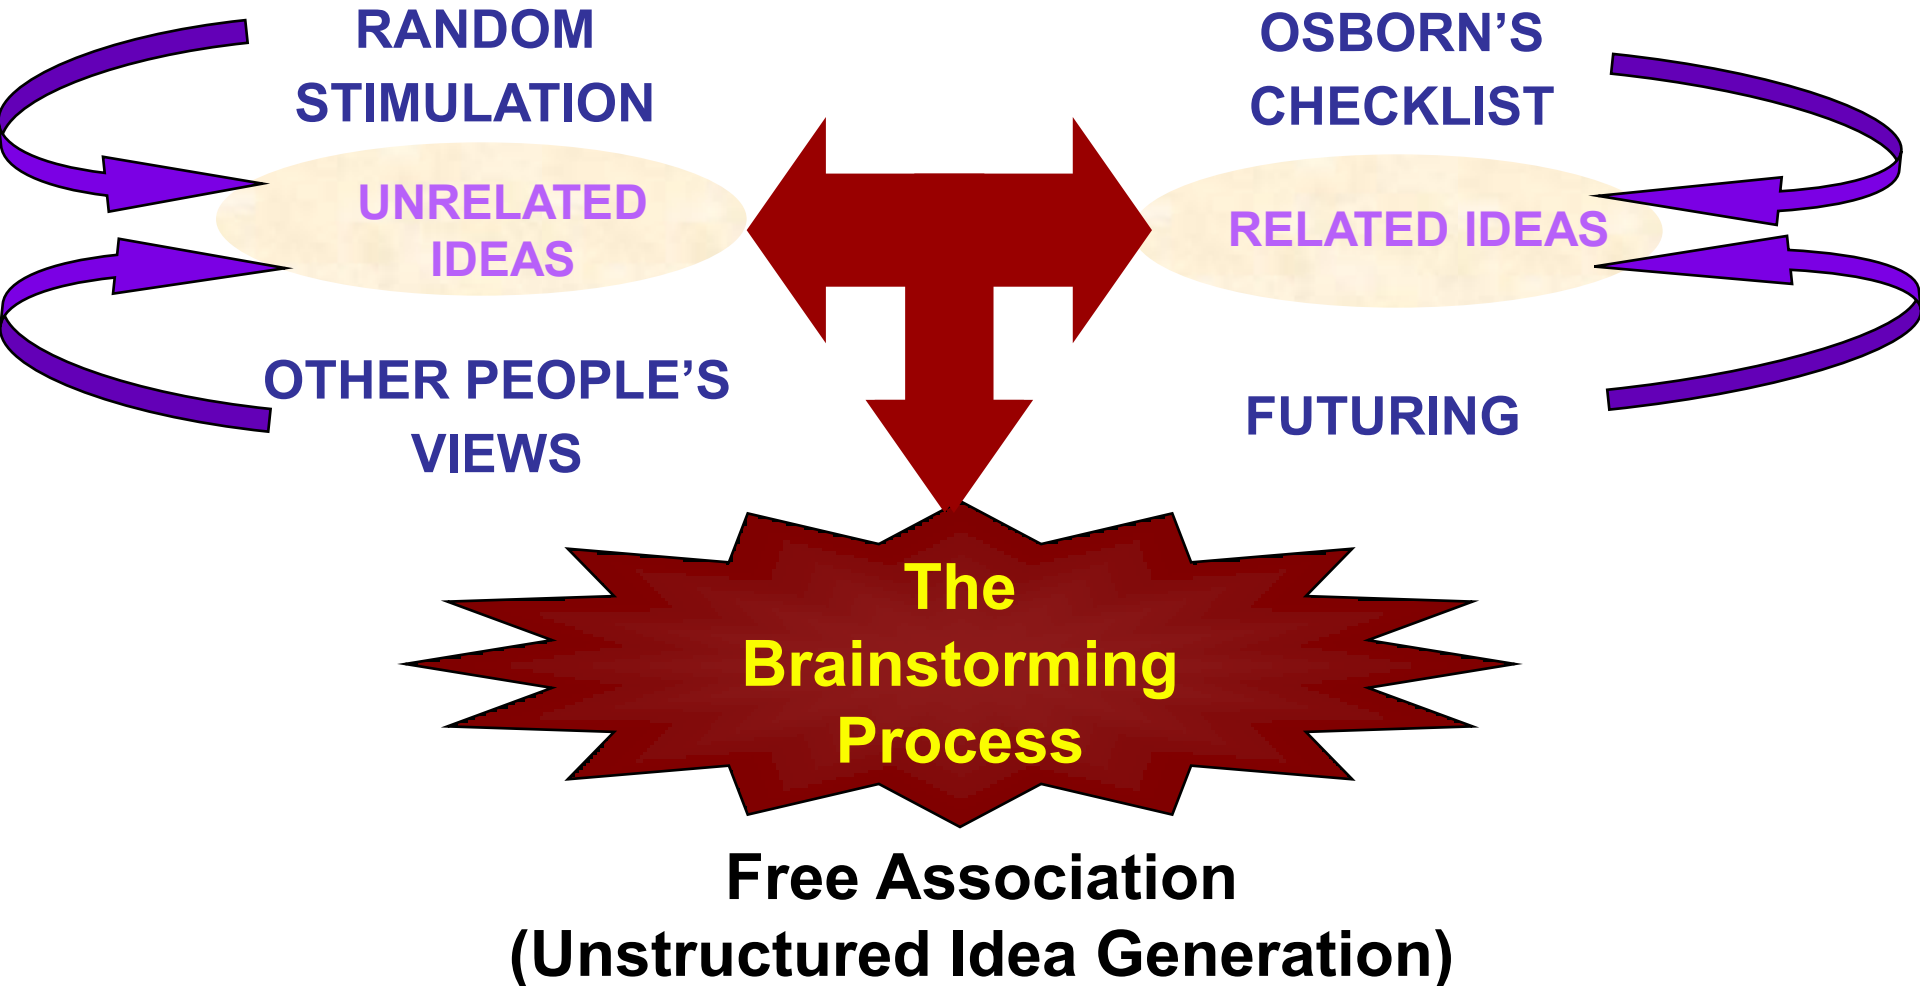 RANDOM
STIMULATION
UNRELATED
IDEAS
OTHER PEOPLE’S
VIEWS
OSBORN’S
CHECKLIST
RELATED IDEAS
FUTURING
The
Brainstorming
Process
Free Association
(Unstructured Idea Generation)